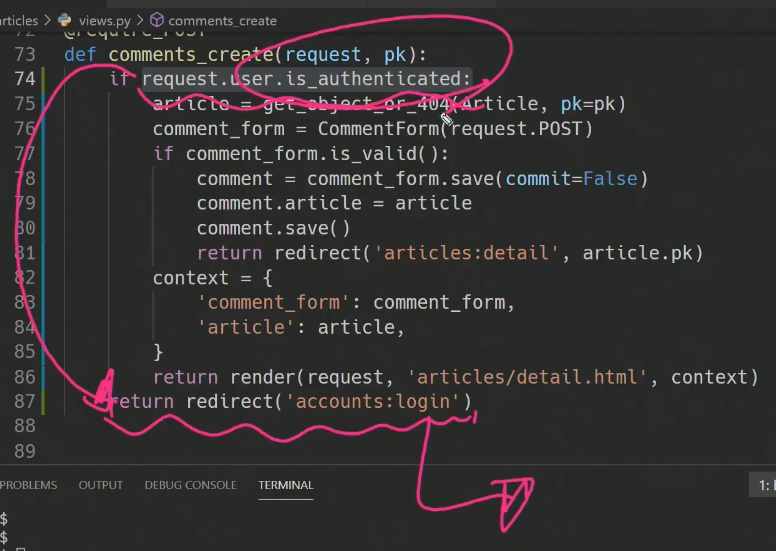 articles > views.py > comments_create
72 @require_POST
73 def comments_create(request, pk):
74 if request.user.is_authenticated:
75 article = get_object_or_404(Article, pk=pk)
76 comment_form = CommentForm(request.POST)
77 if comment_form.is_valid():
78 comment = comment_form.save(commit=False)
79 comment.article = article
80 comment.save()
81 return redirect('articles:detail', article.pk)
82 context = {
83 'comment_form': comment_form,
84 'article': article,
85 }
86 return render(request, 'articles/detail.html', context)
87 return redirect('accounts:login')
88
89
PROBLEMS OUTPUT DEBUG CONSOLE TERMINAL 1:
$
$